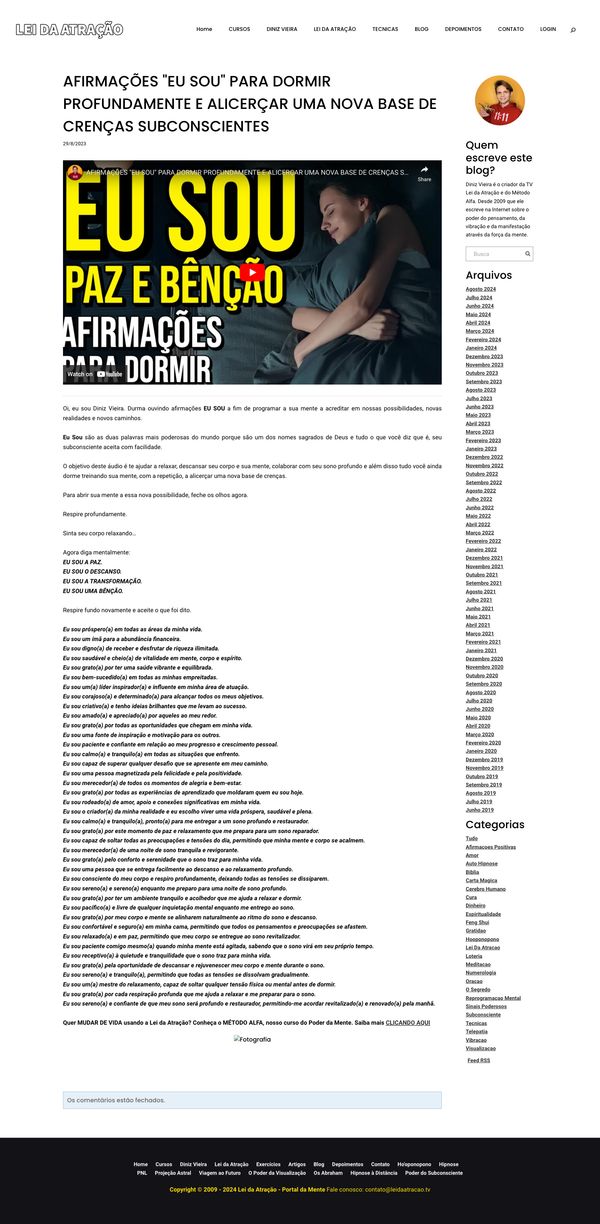 LEI DA ATRAÇÃO
Home CURSOS DINIZ VIEIRA LEI DA ATRAÇÃO TECNICAS BLOG DEPOIMENTOS CONTATO LOGIN
AFIRMAÇÕES "EU SOU" PARA DORMIR
PROFUNDAMENTE E ALICERÇAR UMA NOVA BASE DE
CRENÇAS SUBCONSCIENTES
29/8/2023
AFIRMAÇÕES "EU SOU" PARA DORMIR PROFUNDAMENTE E ALICERÇAR UMA NOVA BASE DE CRENÇAS S...
Share
EU SOU
PAZ E BÊNÇÃO
AFIRMAÇÕES
PARA DORMIR
Watch on YouTube
Oi, eu sou Diniz Vieira. Durma ouvindo afirmações EU SOU a fim de programar a sua mente a acreditar em nossas possibilidades, novas
realidades e novos caminhos.
Eu Sou são as duas palavras mais poderosas do mundo porque são um dos nomes sagrados de Deus e tudo o que você diz que é, seu
subconsciente aceita com facilidade.
O objetivo deste áudio é te ajudar a relaxar, descansar seu corpo e sua mente, colaborar com seu sono profundo e além disso tudo você ainda
dorme treinando sua mente, com a repetição, a alicerçar uma nova base de crenças.
Para abrir sua mente a essa nova possibilidade, feche os olhos agora.
Respire profundamente.
Sinta seu corpo relaxando...
Agora diga mentalmente:
EU SOU A PAZ.
EU SOU O DESCANSO.
EU SOU A TRANSFORMAÇÃO.
EU SOU UMA BÊNÇÃO.
Respire fundo novamente e aceite o que foi dito.
Eu sou próspero(a) em todas as áreas da minha vida.
Eu sou um ímã para a abundância financeira.
Eu sou digno(a) de receber e desfrutar de riqueza ilimitada.
Eu sou saudável e cheio(a) de vitalidade em mente, corpo e espírito.
Eu sou grato(a) por ter uma saúde vibrante e equilibrada.
Eu sou bem-sucedido(a) em todas as minhas empreitadas.
Eu sou um(a) líder inspirador(a) e influente em minha área de atuação.
Eu sou corajoso(a) e determinado(a) para alcançar todos os meus objetivos.
Eu sou criativo(a) e tenho ideias brilhantes que me levam ao sucesso.
Eu sou amado(a) e apreciado(a) por aqueles ao meu redor.
Eu sou grato(a) por todas as oportunidades que chegam em minha vida.
Eu sou uma fonte de inspiração e motivação para os outros.
Eu sou paciente e confiante em relação ao meu progresso e crescimento pessoal.
Eu sou calmo(a) e tranquilo(a) em todas as situações que enfrento.
Eu sou capaz de superar qualquer desafio que se apresente em meu caminho.
Eu sou uma pessoa magnetizada pela felicidade e pela positividade.
Eu sou merecedor(a) de todos os momentos de alegria e bem-estar.
Eu sou grato(a) por todas as experiências de aprendizado que moldaram quem eu sou hoje.
Eu sou rodeado(a) de amor, apoio e conexões significativas em minha vida.
Eu sou o criador(a) da minha realidade e eu escolho viver uma vida próspera, saudável e plena.
Eu sou calmo(a) e tranquilo(a), pronto(a) para me entregar a um sono profundo e restaurador.
Eu sou grato(a) por este momento de paz e relaxamento que me prepara para um sono reparador.
Eu sou capaz de soltar todas as preocupações e tensões do dia, permitindo que minha mente e corpo se acalmem.
Eu sou merecedor(a) de uma noite de sono tranquila e revigorante.
Eu sou grato(a) pelo conforto e serenidade que o sono traz para minha vida.
Eu sou uma pessoa que se entrega facilmente ao descanso e ao relaxamento profundo.
Eu sou consciente do meu corpo e respiro profundamente, deixando todas as tensões se dissiparem.
Eu sou sereno(a) e sereno(a) enquanto me preparo para uma noite de sono profundo.
Eu sou grato(a) por ter um ambiente tranquilo e acolhedor que me ajuda a relaxar e dormir.
Eu sou pacífico(a) e livre de qualquer inquietação mental enquanto me entrego ao sono.
Eu sou grato(a) por meu corpo e mente se alinharem naturalmente ao ritmo do sono e descanso.
Eu sou confortável e seguro(a) em minha cama, permitindo que todos os pensamentos e preocupações se afastem.
Eu sou relaxado(a) e em paz, permitindo que meu corpo se entregue ao sono revitalizador.
Eu sou paciente comigo mesmo(a) quando minha mente está agitada, sabendo que o sono virá em seu próprio tempo.
Eu sou receptivo(a) à quietude e tranquilidade que o sono traz para minha vida.
Eu sou grato(a) pela oportunidade de descansar e rejuvenescer meu corpo e mente durante o sono.
Eu sou sereno(a) e tranquilo(a), permitindo que todas as tensões se dissolvam gradualmente.
Eu sou um(a) mestre do relaxamento, capaz de soltar qualquer tensão física ou mental antes de dormir.
Eu sou grato(a) por cada respiração profunda que me ajuda a relaxar e me preparar para o sono.
Eu sou sereno(a) e confiante de que meu sono será profundo e restaurador, permitindo-me acordar revitalizado(a) e renovado(a) pela manhã.
Quer MUDAR DE VIDA usando a Lei da Atração? Conheça o MÉTODO ALFA, nosso curso do Poder da Mente. Saiba mais CLICANDO AQUI
Fotografia
Os comentários estão fechados.
Quem
escreve este
blog?
Diniz Vieira é o criador da TV
Lei da Atração e do Método
Alfa. Desde 2009 que ele
escreve na Internet sobre o
poder do pensamento, da
vibração e da manifestação
através da força da mente.
Busca
Arquivos
Agosto 2024
Julho 2024
Junho 2024
Maio 2024
Abril 2024
Março 2024
Fevereiro 2024
Janeiro 2024
Dezembro 2023
Novembro 2023
Outubro 2023
Setembro 2023
Agosto 2023
Julho 2023
Junho 2023
Maio 2023
Abril 2023
Março 2023
Fevereiro 2023
Janeiro 2023
Dezembro 2022
Novembro 2022
Outubro 2022
Setembro 2022
Agosto 2022
Julho 2022
Junho 2022
Maio 2022
Abril 2022
Março 2022
Fevereiro 2022
Janeiro 2022
Dezembro 2021
Novembro 2021
Outubro 2021
Setembro 2021
Agosto 2021
Julho 2021
Junho 2021
Maio 2021
Abril 2021
Março 2021
Fevereiro 2021
Janeiro 2021
Dezembro 2020
Novembro 2020
Outubro 2020
Setembro 2020
Agosto 2020
Julho 2020
Junho 2020
Maio 2020
Abril 2020
Março 2020
Fevereiro 2020
Janeiro 2020
Dezembro 2019
Novembro 2019
Outubro 2019
Setembro 2019
Agosto 2019
Julho 2019
Junho 2019
Categorias
Tudo
Afirmacoes Positivas
Amor
Auto Hipnose
Biblia
Carta Magica
Cerebro Humano
Cura
Dinheiro
Espiritualidade
Feng Shui
Gratidao
Hooponopono
Lei Da Atracao
Loteria
Meditacao
Numerologia
Oracao
O Segredo
Reprogramacao Mental
Sinais Poderosos
Subconsciente
Tecnicas
Telepatia
Vibracao
Visualizacao
Feed RSS
Home Cursos Diniz Vieira Lei da Atração Exercícios Artigos Blog Depoimentos Contato Ho'oponopono Hipnose
PNL Projeção Astral Viagem ao Futuro O Poder da Visualização Os Abraham Hipnose à Distância Poder do Subconsciente
Copyright © 2009 - 2024 Lei da Atração - Portal da Mente Fale conosco: contato@leidaatracao.tv